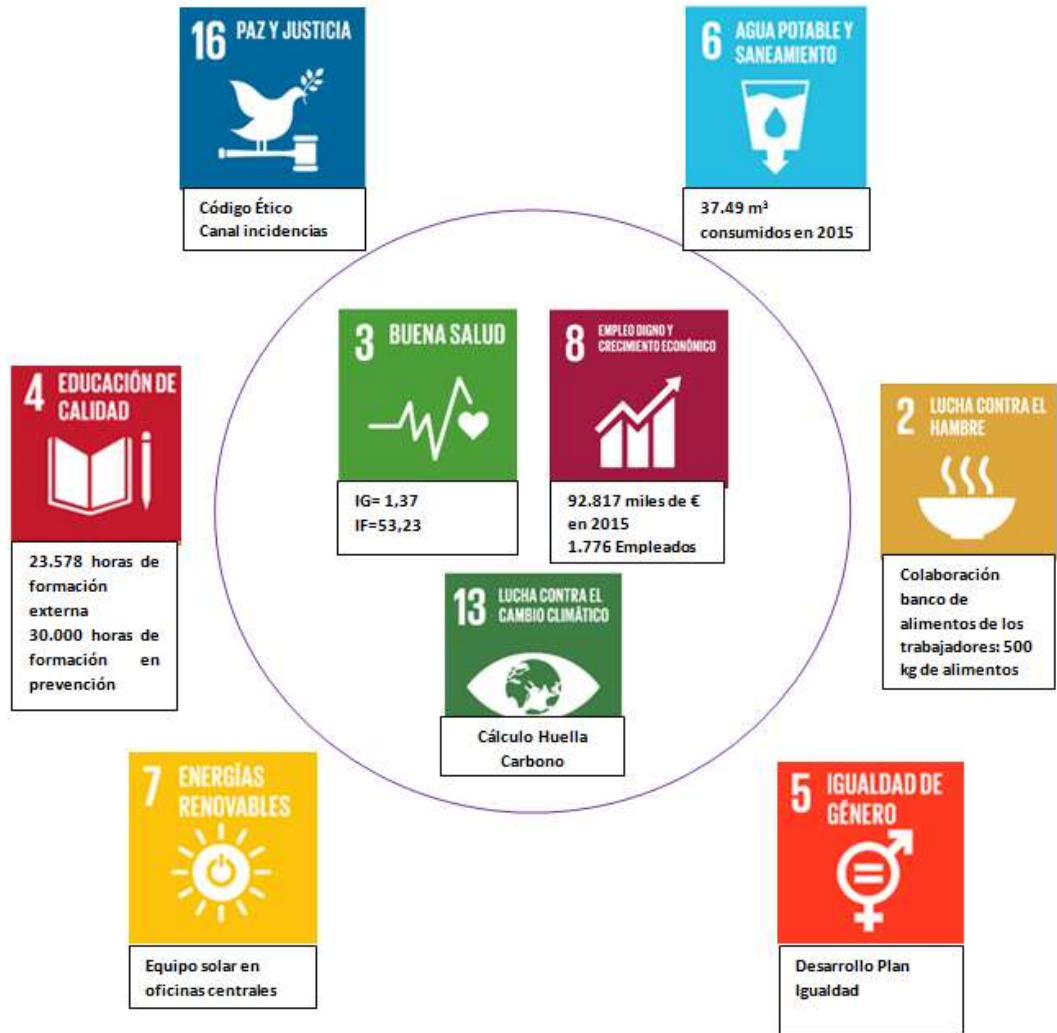 16 PAZ Y JUSTICIA
Código Ético
Canal incidencias
6 AGUA POTABLE Y
SANEAMIENTO
37.49 m³
consumidos en 2015
3 BUENA SALUD
IG= 1,37
IF=53,23
8 EMPLEO DIGNO Y
CRECIMIENTO ECONÓMICO
92.817 miles de €
en 2015
1.776 Empleados
4 EDUCACIÓN DE
CALIDAD
23.578 horas de
formación
externa
30.000 horas de
formación en
prevención
2 LUCHA CONTRA EL
HAMBRE
Colaboración
banco de
alimentos de los
trabajadores: 500
kg de alimentos
13 LUCHA CONTRA EL
CAMBIO CLIMÁTICO
Cálculo Huella
Carbono
7 ENERGÍAS
RENOVABLES
Equipo solar en
oficinas centrales
5 IGUALDAD DE
GÉNERO
Desarrollo Plan
Igualdad